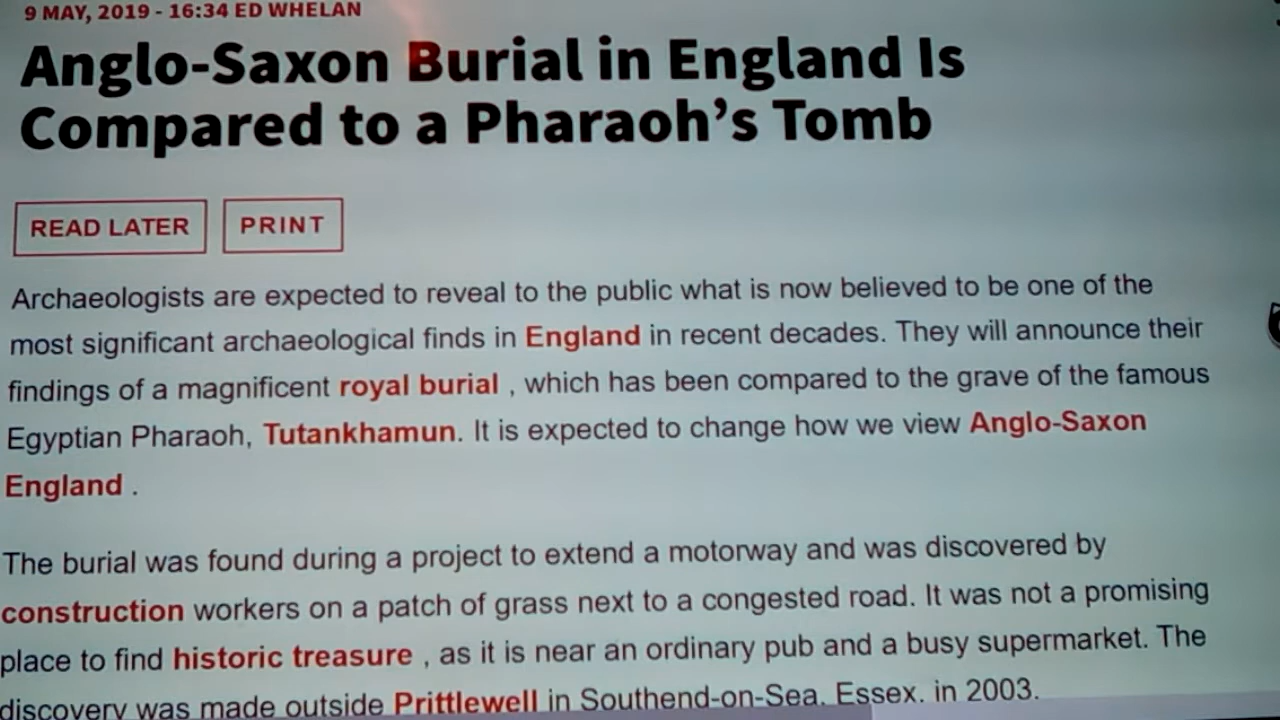 9 MAY, 2019 - 16:34 ED WHELAN
Anglo-Saxon Burial in England Is
Compared to a Pharaoh's Tomb
READ LATER PRINT
Archaeologists are expected to reveal to the public what is now believed to be one of the
most significant archaeological finds in England in recent decades. They will announce their
findings of a magnificent royal burial , which has been compared to the grave of the famous
Egyptian Pharaoh, Tutankhamun. It is expected to change how we view Anglo-Saxon
England .
The burial was found during a project to extend a motorway and was discovered by
construction workers on a patch of grass next to a congested road. It was not a promising
place to find historic treasure , as it is near an ordinary pub and a busy supermarket. The
discovery was made outside Prittlewell in Southend-on-Sea, Essex, in 2003.